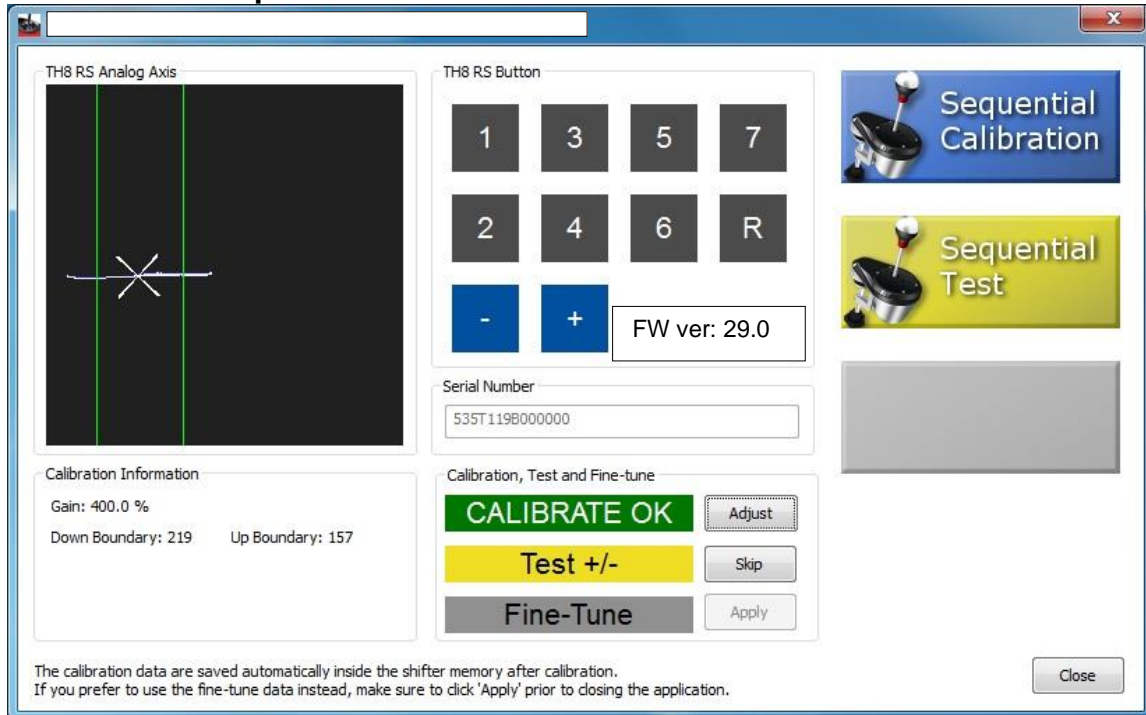 X
TH8 RS Analog Axis
TH8 RS Button
1 3 5 7
2 4 6 R
- +
FW ver: 29.0
Serial Number
535T119B000000
Sequential
Calibration
Sequential
Test
Calibration Information
Gain: 400.0 %
Down Boundary: 219 Up Boundary: 157
Calibration, Test and Fine-tune
CALIBRATE OK Adjust
Test +/- Skip
Fine-Tune Apply
The calibration data are saved automatically inside the shifter memory after calibration.
If you prefer to use the fine-tune data instead, make sure to click 'Apply' prior to closing the application.
Close